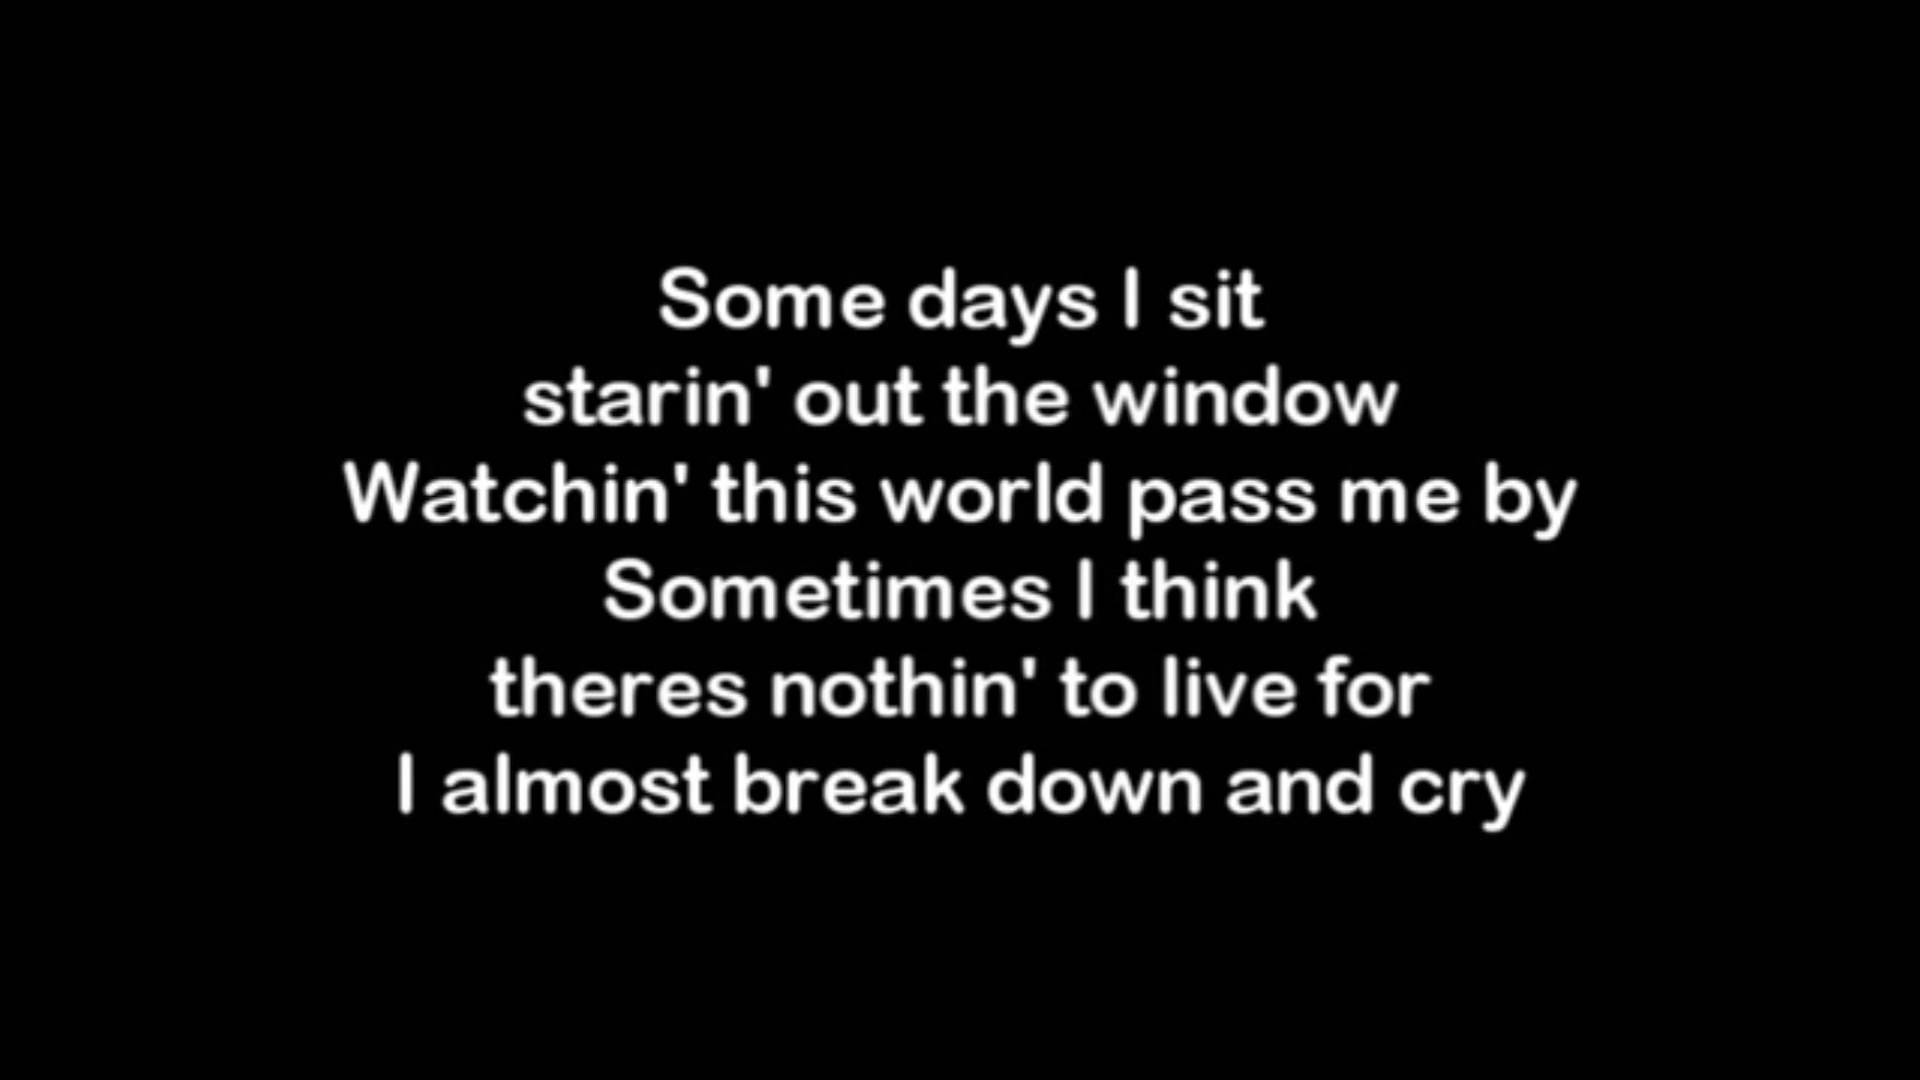 Some days I sit
starin' out the window
Watchin' this world pass me by
Sometimes I think
theres nothin' to live for
I almost break down and cry